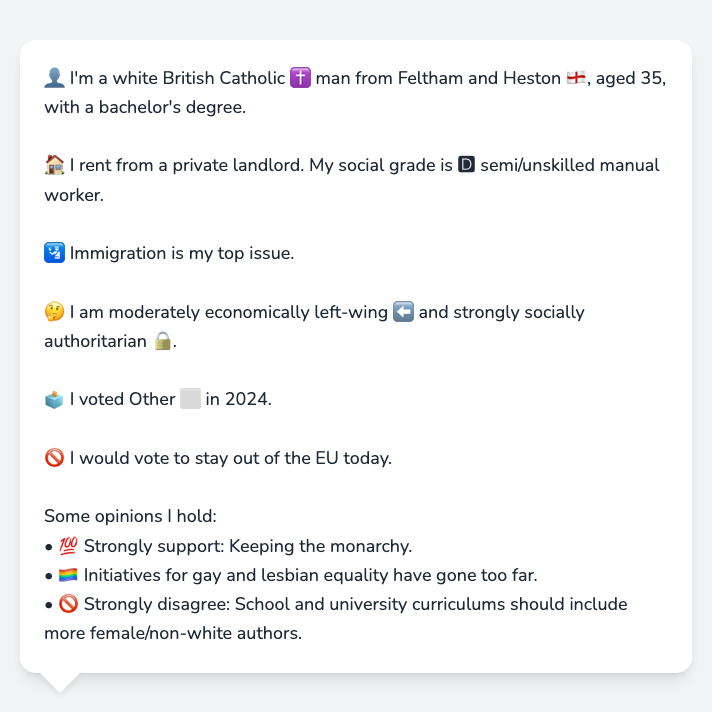 👤 I'm a white British Catholic ✝️ man from Feltham and Heston 🏴󠁧󠁢󠁥󠁮󠁧󠁿, aged 35,
with a bachelor's degree.
🏠 I rent from a private landlord. My social grade is 🅳 semi/unskilled manual
worker.
🛂 Immigration is my top issue.
🤔 I am moderately economically left-wing ⬅️ and strongly socially
authoritarian 🔒.
🗳️ I voted Other ⬜ in 2024.
🚫 I would vote to stay out of the EU today.
Some opinions I hold:
• 💯 Strongly support: Keeping the monarchy.
• 🏳️‍🌈 Initiatives for gay and lesbian equality have gone too far.
• 🚫 Strongly disagree: School and university curriculums should include
more female/non-white authors.